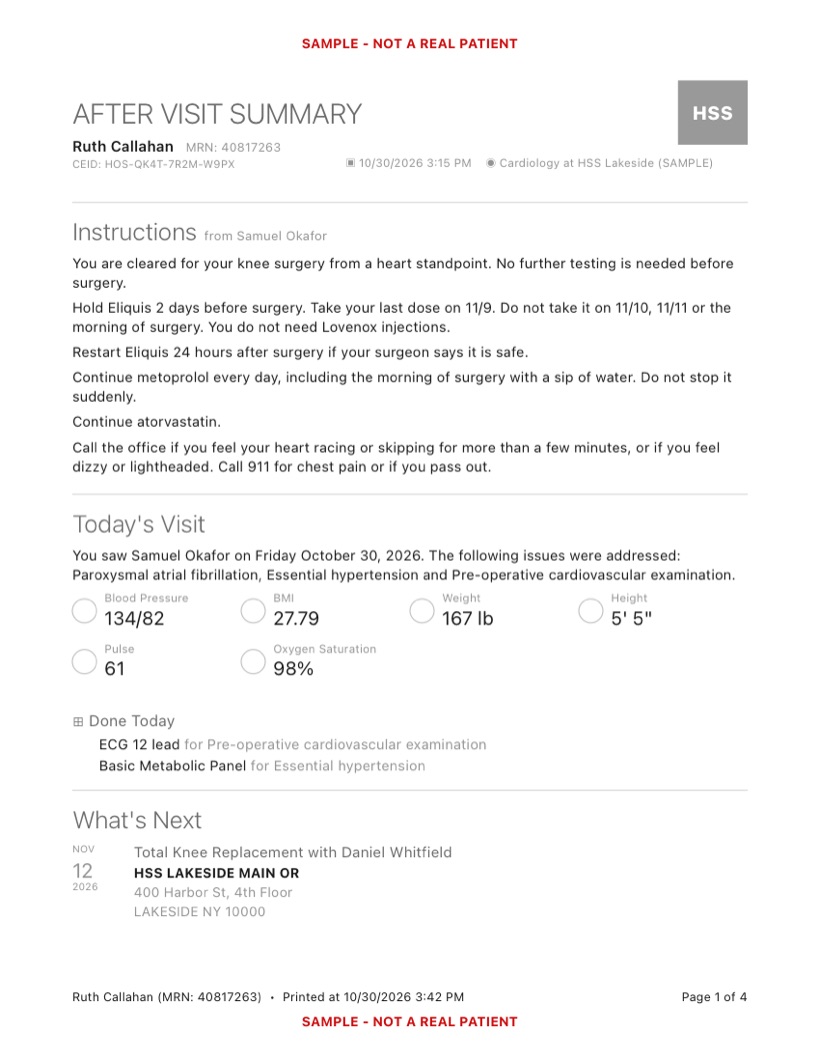 SAMPLE - NOT A REAL PATIENT
HSS
AFTER VISIT SUMMARY
Ruth Callahan MRN: 40817263
CEID: HOS-QK4T-7R2M-W9PX 10/30/2026 3:15 PM Cardiology at HSS Lakeside (SAMPLE)
Instructions from Samuel Okafor
You are cleared for your knee surgery from a heart standpoint. No further testing is needed before
surgery.
Hold Eliquis 2 days before surgery. Take your last dose on 11/9. Do not take it on 11/10, 11/11 or the
morning of surgery. You do not need Lovenox injections.
Restart Eliquis 24 hours after surgery if your surgeon says it is safe.
Continue metoprolol every day, including the morning of surgery with a sip of water. Do not stop it
suddenly.
Continue atorvastatin.
Call the office if you feel your heart racing or skipping for more than a few minutes, or if you feel
dizzy or lightheaded. Call 911 for chest pain or if you pass out.
Today's Visit
You saw Samuel Okafor on Friday October 30, 2026. The following issues were addressed:
Paroxysmal atrial fibrillation, Essential hypertension and Pre-operative cardiovascular examination.
Blood Pressure BMI Weight Height
134/82 27.79 167 lb 5' 5"
Pulse Oxygen Saturation
61 98%
Done Today
ECG 12 lead for Pre-operative cardiovascular examination
Basic Metabolic Panel for Essential hypertension
What's Next
NOV
12
2026
Total Knee Replacement with Daniel Whitfield
HSS LAKESIDE MAIN OR
400 Harbor St, 4th Floor
LAKESIDE NY 10000
Ruth Callahan (MRN: 40817263) • Printed at 10/30/2026 3:42 PM Page 1 of 4
SAMPLE - NOT A REAL PATIENT